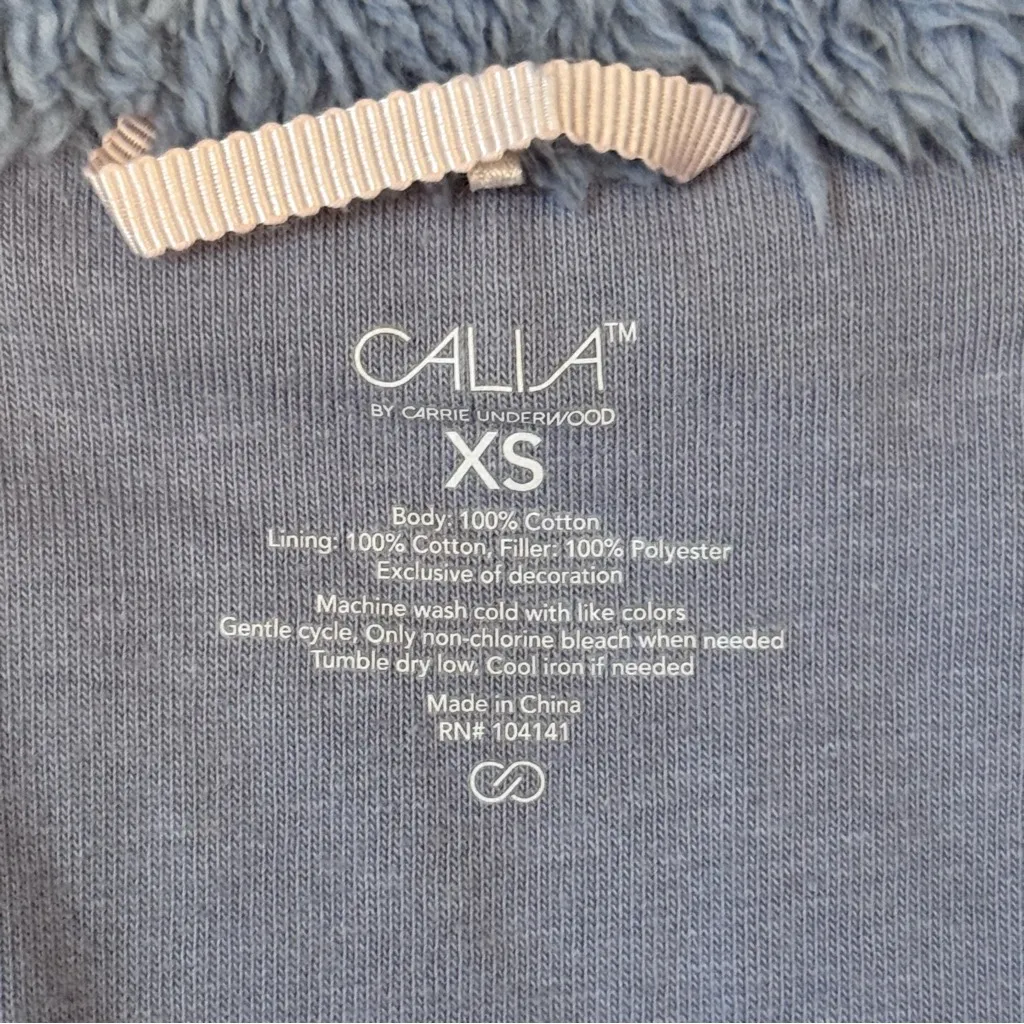 CALIA™
BY CARRIE UNDERWOOD
XS
Body: 100% Cotton
Lining: 100% Cotton, Filler: 100% Polyester
Exclusive of decoration
Machine wash cold with like colors
Gentle cycle, Only non-chlorine bleach when needed
Tumble dry low, Cool iron if needed
Made in China
RN# 104141